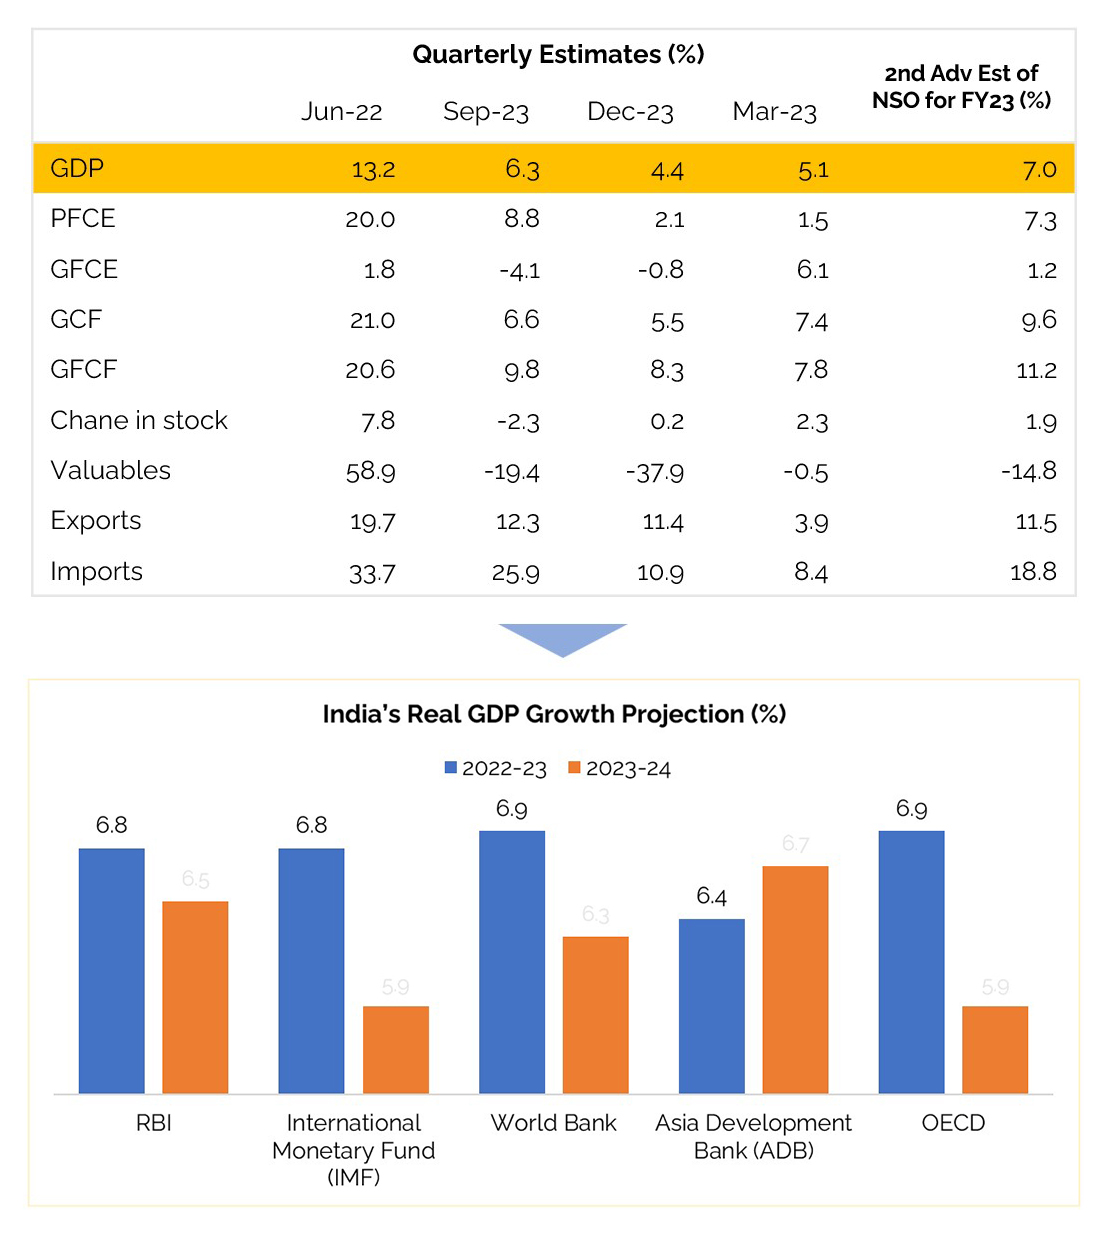 Quarterly Estimates (%)
2nd Adv Est of
NSO for FY23 (%)
Jun-22 Sep-23 Dec-23 Mar-23
GDP 13.2 6.3 4.4 5.1 7.0
PFCE 20.0 8.8 2.1 1.5 7.3
GFCE 1.8 -4.1 -0.8 6.1 1.2
GCF 21.0 6.6 5.5 7.4 9.6
GFCF 20.6 9.8 8.3 7.8 11.2
Chane in stock 7.8 -2.3 0.2 2.3 1.9
Valuables 58.9 -19.4 -37.9 -0.5 -14.8
Exports 19.7 12.3 11.4 3.9 11.5
Imports 33.7 25.9 10.9 8.4 18.8
India’s Real GDP Growth Projection (%)
2022-23 2023-24
6.8 6.5 6.8 5.9 6.9 6.3 6.4 6.7 6.9 5.9
RBI
International
Monetary Fund
(IMF)
World Bank
Asia Development
Bank (ADB)
OECD